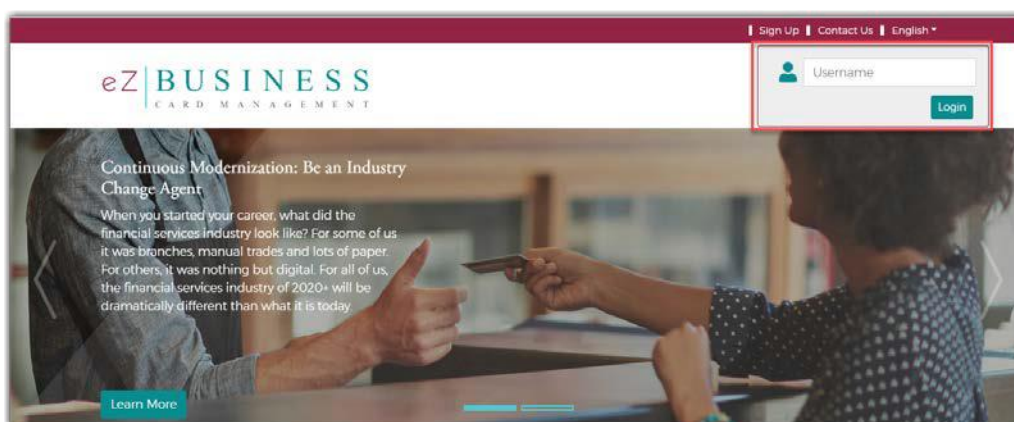 Sign Up Contact Us English
eZ BUSINESS
CARD MANAGEMENT
Username
Login
Continuous Modernization: Be an Industry
Change Agent
When you started your career, what did the
financial services industry look like? For some of us
it was branches, manual trades and lots of paper.
For others, it was nothing but digital. For all of us,
the financial services industry of 2020+ will be
dramatically different than what it is today
Learn More